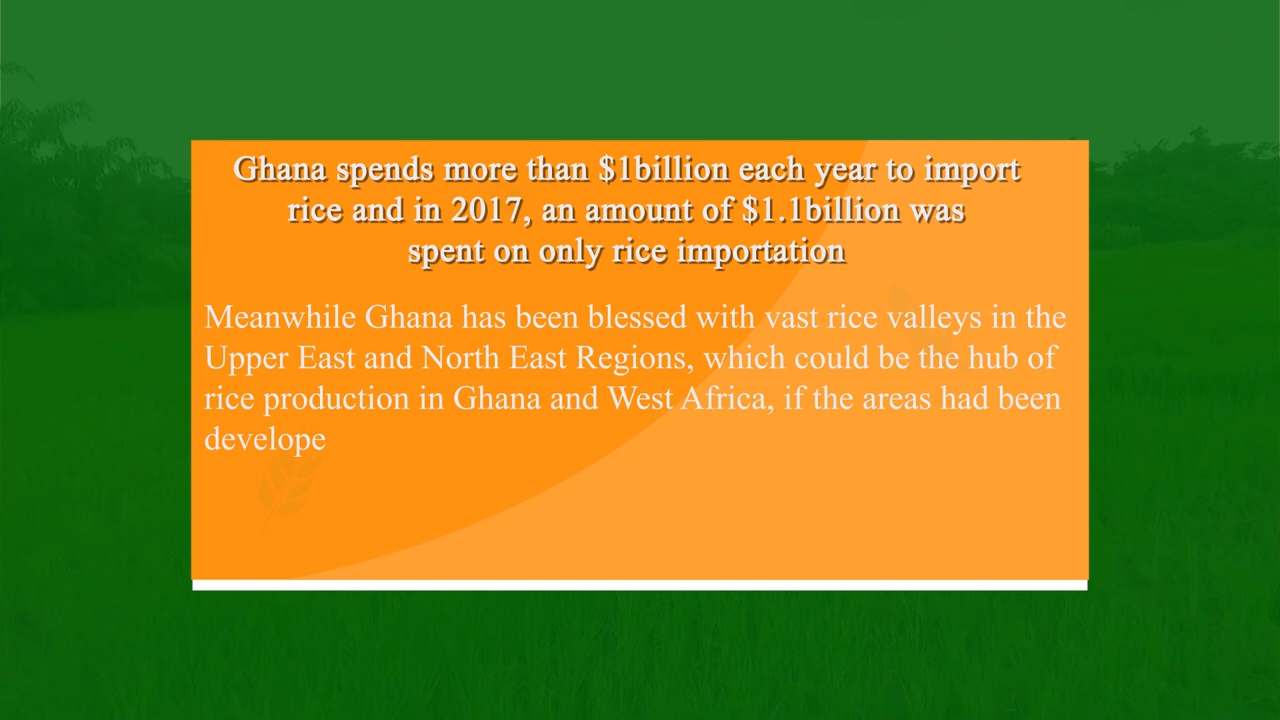 Ghana spends more than $1billion each year to import
rice and in 2017, an amount of $1.1billion was
spent on only rice importation
Meanwhile Ghana has been blessed with vast rice valleys in the
Upper East and North East Regions, which could be the hub of
rice production in Ghana and West Africa, if the areas had been
develope